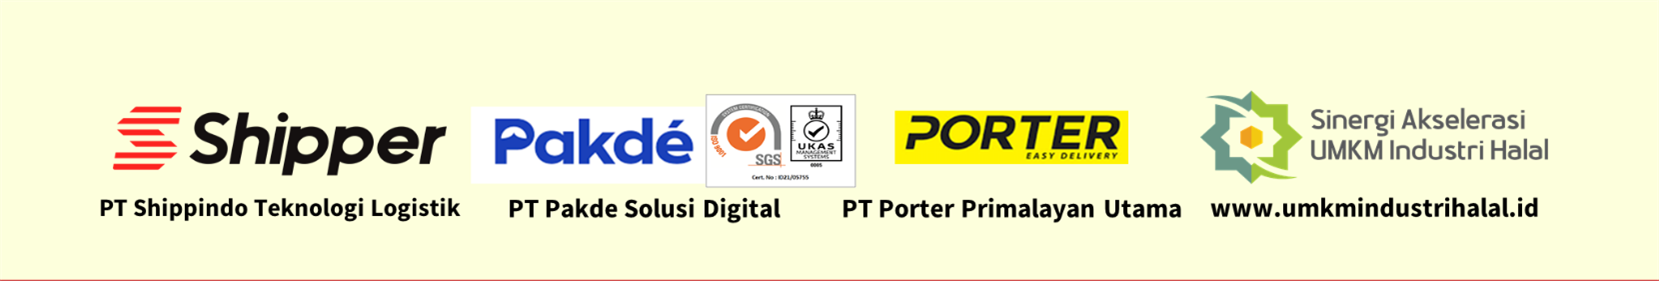 Shipper
PT Shippindo Teknologi Logistik
Pakdé
SYSTEM CERTIFICATION
ISO 9001
SGS
UKAS
MANAGEMENT
SYSTEMS
0005
Cert. No : ID21/05755
PT Pakde Solusi Digital
PORTER
EASY DELIVERY
PT Porter Primalayan Utama
Sinergi Akselerasi
UMKM Industri Halal
www.umkmindustrihalal.id